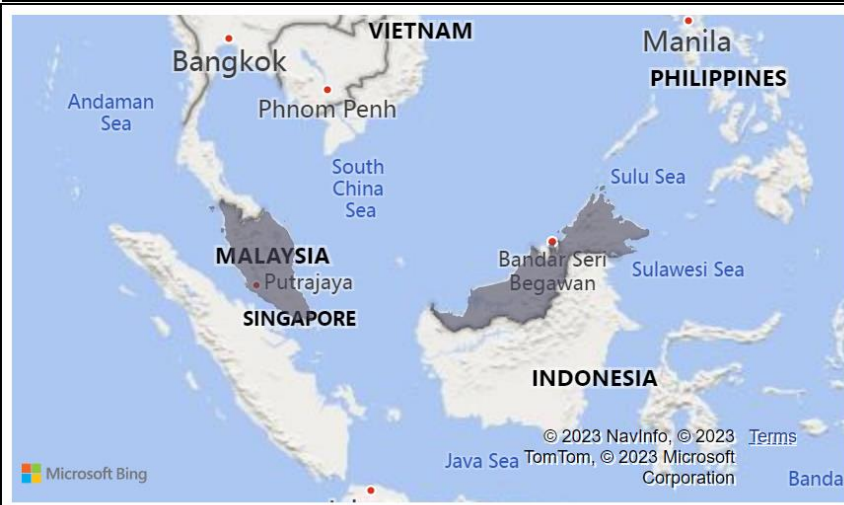 VIETNAM
Manila
Bangkok
PHILIPPINES
Andaman
Sea
Phnom Penh
South
China
Sea
Sulu Sea
MALAYSIA
Bandar Seri
Begawan
Sulawesi Sea
Putrajaya
SINGAPORE
INDONESIA
© 2023 NavInfo, © 2023
TomTom, © 2023 Microsoft
Corporation
Terms
Java Sea
Microsoft Bing
Banda